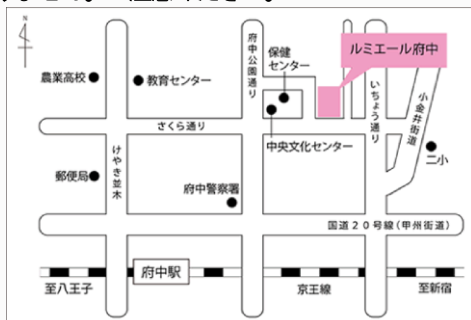 N
府中公園通り
保健
センター
ルミエール府中
農業高校
教育センター
いちょう通り
小金井街道
さくら通り
中央文化センター
けやき並木
二小
郵便局
府中警察署
国道20号線(甲州街道)
府中駅
至八王子
京王線
至新宿